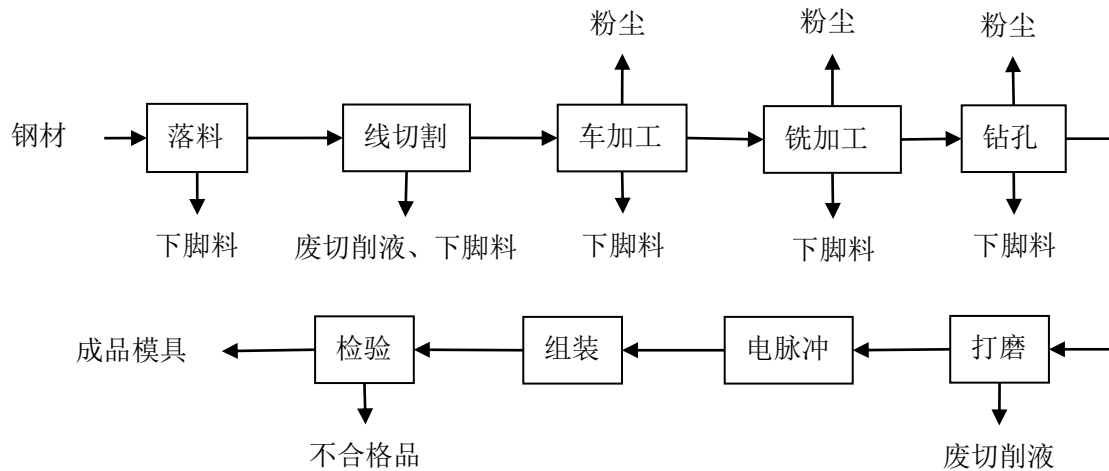 粉尘 粉尘 粉尘
钢材 落料 线切割 车加工 铣加工 钻孔
下脚料 废切削液、下脚料 下脚料 下脚料 下脚料
成品模具 检验 组装 电脉冲 打磨
不合格品 废切削液